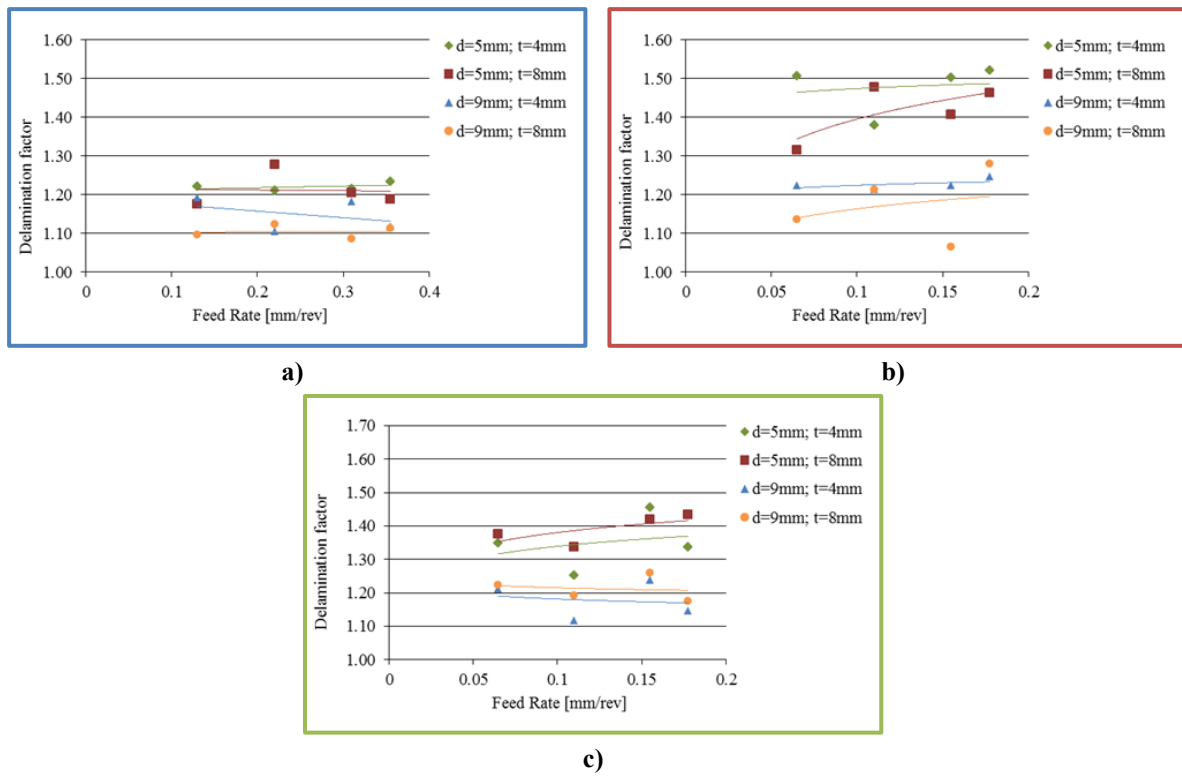 1.60
1.50
1.40
1.30
1.20
1.10
1.00
Delamination factor
0 0.1 0.2 0.3 0.4
Feed Rate [mm/rev]
d=5mm; t=4mm
d=5mm; t=8mm
d=9mm; t=4mm
d=9mm; t=8mm
a)
1.60
1.50
1.40
1.30
1.20
1.10
1.00
Delamination factor
0 0.05 0.1 0.15 0.2
Feed Rate [mm/rev]
d=5mm; t=4mm
d=5mm; t=8mm
d=9mm; t=4mm
d=9mm; t=8mm
b)
1.70
1.60
1.50
1.40
1.30
1.20
1.10
1.00
Delamination factor
0 0.05 0.1 0.15 0.2
Feed Rate [mm/rev]
d=5mm; t=4mm
d=5mm; t=8mm
d=9mm; t=4mm
d=9mm; t=8mm
c)